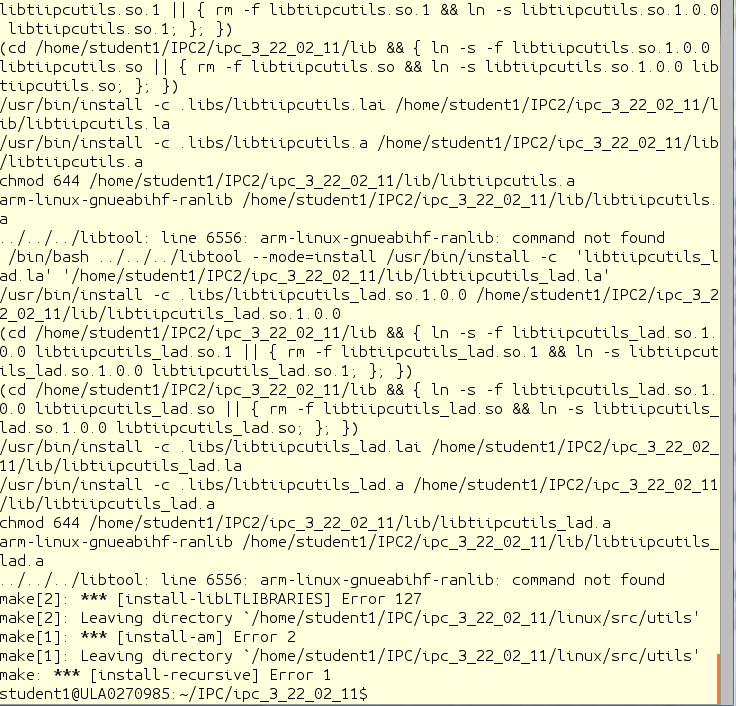 libtiipcutils.so.1 || { rm -f libtiipcutils.so.1 && ln -s libtiipcutils.so.1.0.0
 libtiipcutils.so.1; }; })
(cd /home/student1/IPC2/ipc_3_22_02_11/lib && { ln -s -f libtiipcutils.so.1.0.0
libtiipcutils.so || { rm -f libtiipcutils.so && ln -s libtiipcutils.so.1.0.0 lib
tiipcutils.so; }; })
/usr/bin/install -c .libs/libtiipcutils.lai /home/student1/IPC2/ipc_3_22_02_11/l
ib/libtiipcutils.la
/usr/bin/install -c .libs/libtiipcutils.a /home/student1/IPC2/ipc_3_22_02_11/lib
/libtiipcutils.a
chmod 644 /home/student1/IPC2/ipc_3_22_02_11/lib/libtiipcutils.a
arm-linux-gnueabihf-ranlib /home/student1/IPC2/ipc_3_22_02_11/lib/libtiipcutils.
a
../../../libtool: line 6556: arm-linux-gnueabihf-ranlib: command not found
 /bin/bash ../../../libtool --mode=install /usr/bin/install -c  'libtiipcutils_l
ad.la' '/home/student1/IPC2/ipc_3_22_02_11/lib/libtiipcutils_lad.la'
/usr/bin/install -c .libs/libtiipcutils_lad.so.1.0.0 /home/student1/IPC2/ipc_3_2
2_02_11/lib/libtiipcutils_lad.so.1.0.0
(cd /home/student1/IPC2/ipc_3_22_02_11/lib && { ln -s -f libtiipcutils_lad.so.1.
0.0 libtiipcutils_lad.so.1 || { rm -f libtiipcutils_lad.so.1 && ln -s libtiipcut
ils_lad.so.1.0.0 libtiipcutils_lad.so.1; }; })
(cd /home/student1/IPC2/ipc_3_22_02_11/lib && { ln -s -f libtiipcutils_lad.so.1.
0.0 libtiipcutils_lad.so || { rm -f libtiipcutils_lad.so && ln -s libtiipcutils_
lad.so.1.0.0 libtiipcutils_lad.so; }; })
/usr/bin/install -c .libs/libtiipcutils_lad.lai /home/student1/IPC2/ipc_3_22_02_
11/lib/libtiipcutils_lad.la
/usr/bin/install -c .libs/libtiipcutils_lad.a /home/student1/IPC2/ipc_3_22_02_11
/lib/libtiipcutils_lad.a
chmod 644 /home/student1/IPC2/ipc_3_22_02_11/lib/libtiipcutils_lad.a
arm-linux-gnueabihf-ranlib /home/student1/IPC2/ipc_3_22_02_11/lib/libtiipcutils_
lad.a
../../../libtool: line 6556: arm-linux-gnueabihf-ranlib: command not found
make[2]: *** [install-libLTLIBRARIES] Error 127
make[2]: Leaving directory `/home/student1/IPC/ipc_3_22_02_11/linux/src/utils'
make[1]: *** [install-am] Error 2
make[1]: Leaving directory `/home/student1/IPC/ipc_3_22_02_11/linux/src/utils'
make: *** [install-recursive] Error 1
student1@ULA0270985:~/IPC/ipc_3_22_02_11$